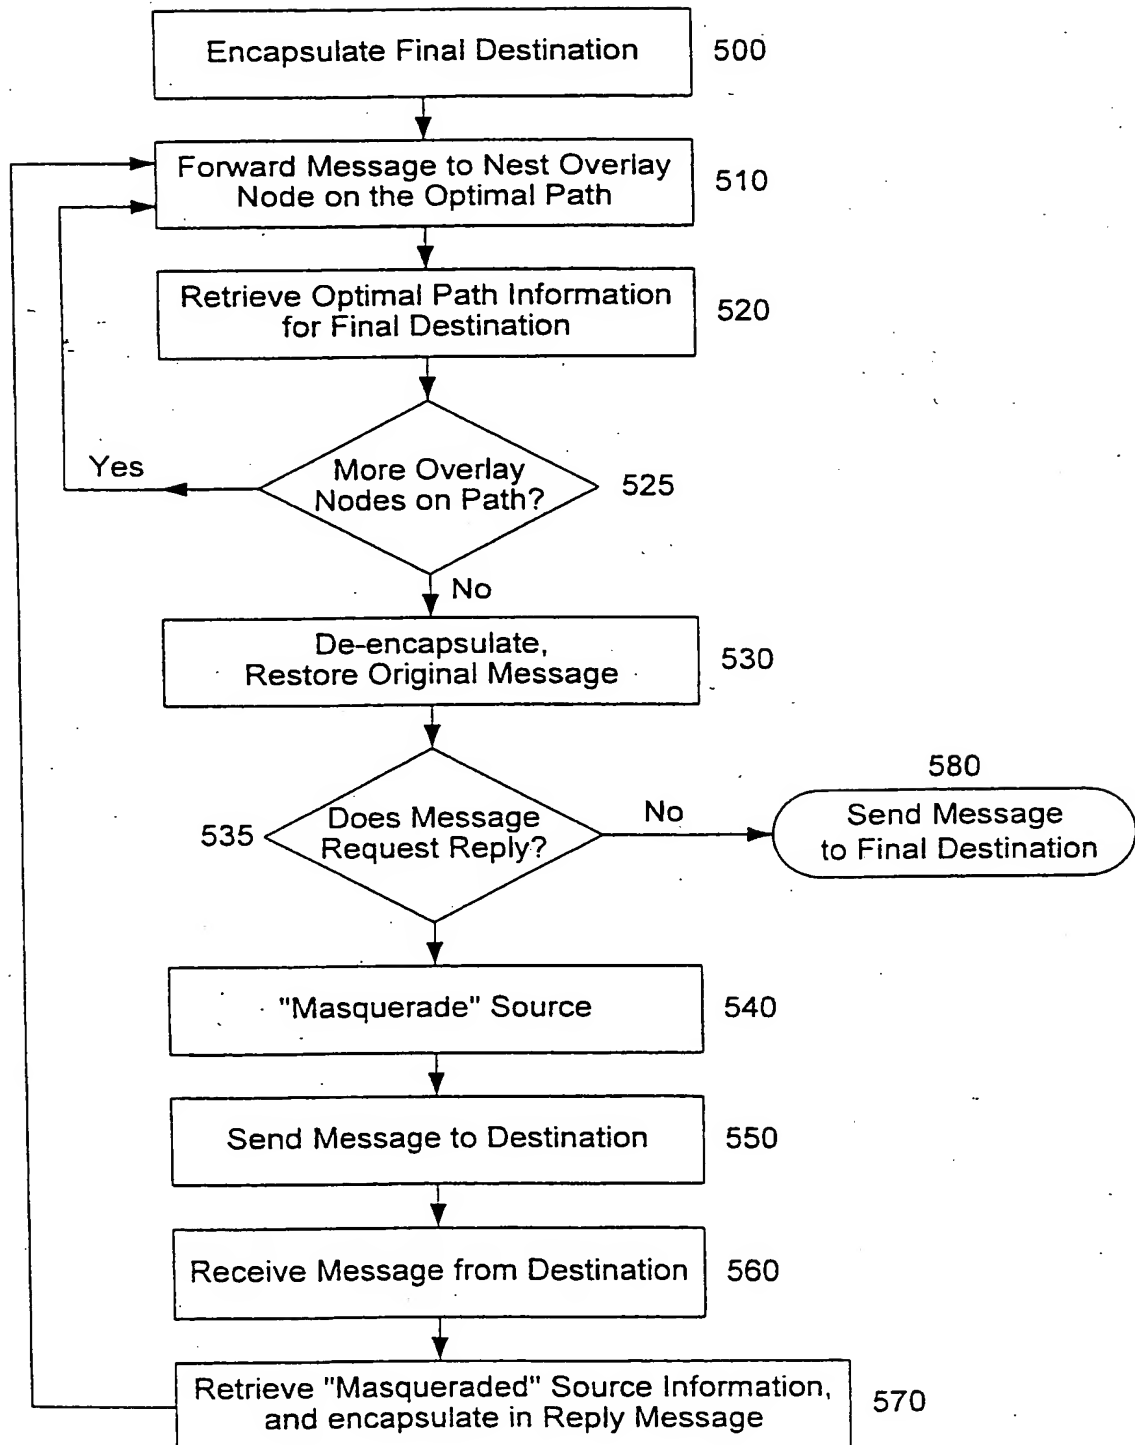 Encapsulate Final Destination
500
Forward Message to Nest Overlay
Node on the Optimal Path
510
Retrieve Optimal Path Information
for Final Destination
520
Yes
More Overlay
Nodes on Path?
525
No
De-encapsulate,
Restore Original Message
530
535
Does Message
Request Reply?
No
580
Send Message
to Final Destination
"Masquerade" Source
540
Send Message to Destination
550
Receive Message from Destination
560
Retrieve "Masqueraded" Source Information,
and encapsulate in Reply Message
570